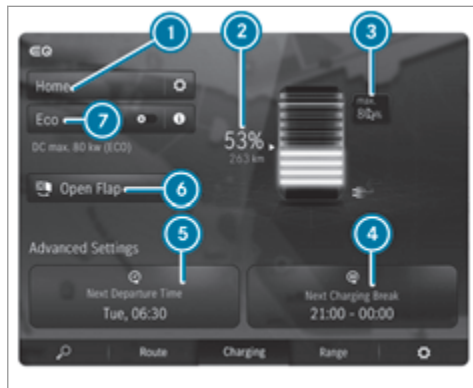 EQ
1
2
3
Home
max.
80%
Eco
7
53%
263 km
DC max. 80 kw (ECO)
Open Flap
6
5
4
Advanced Settings
Next Departure Time
Tue, 06:30
Next Charging Break
21:00 - 00:00
Route
Charging
Range